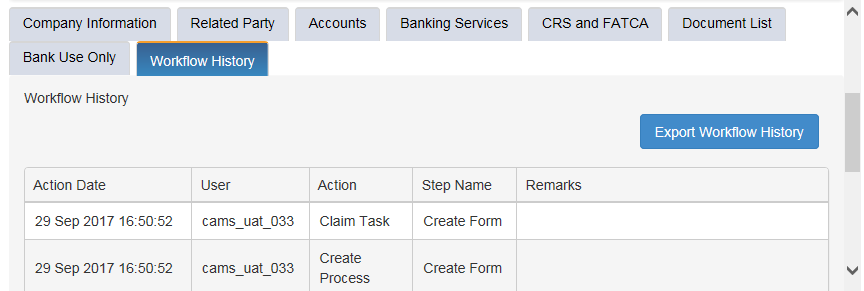 Company Information Related Party Accounts Banking Services CRS and FATCA Document List
Bank Use Only Workflow History
Workflow History
Export Workflow History
Action Date User Action Step Name Remarks
29 Sep 2017 16:50:52 cams_uat_033 Claim Task Create Form
29 Sep 2017 16:50:52 cams_uat_033 Create Process Create Form